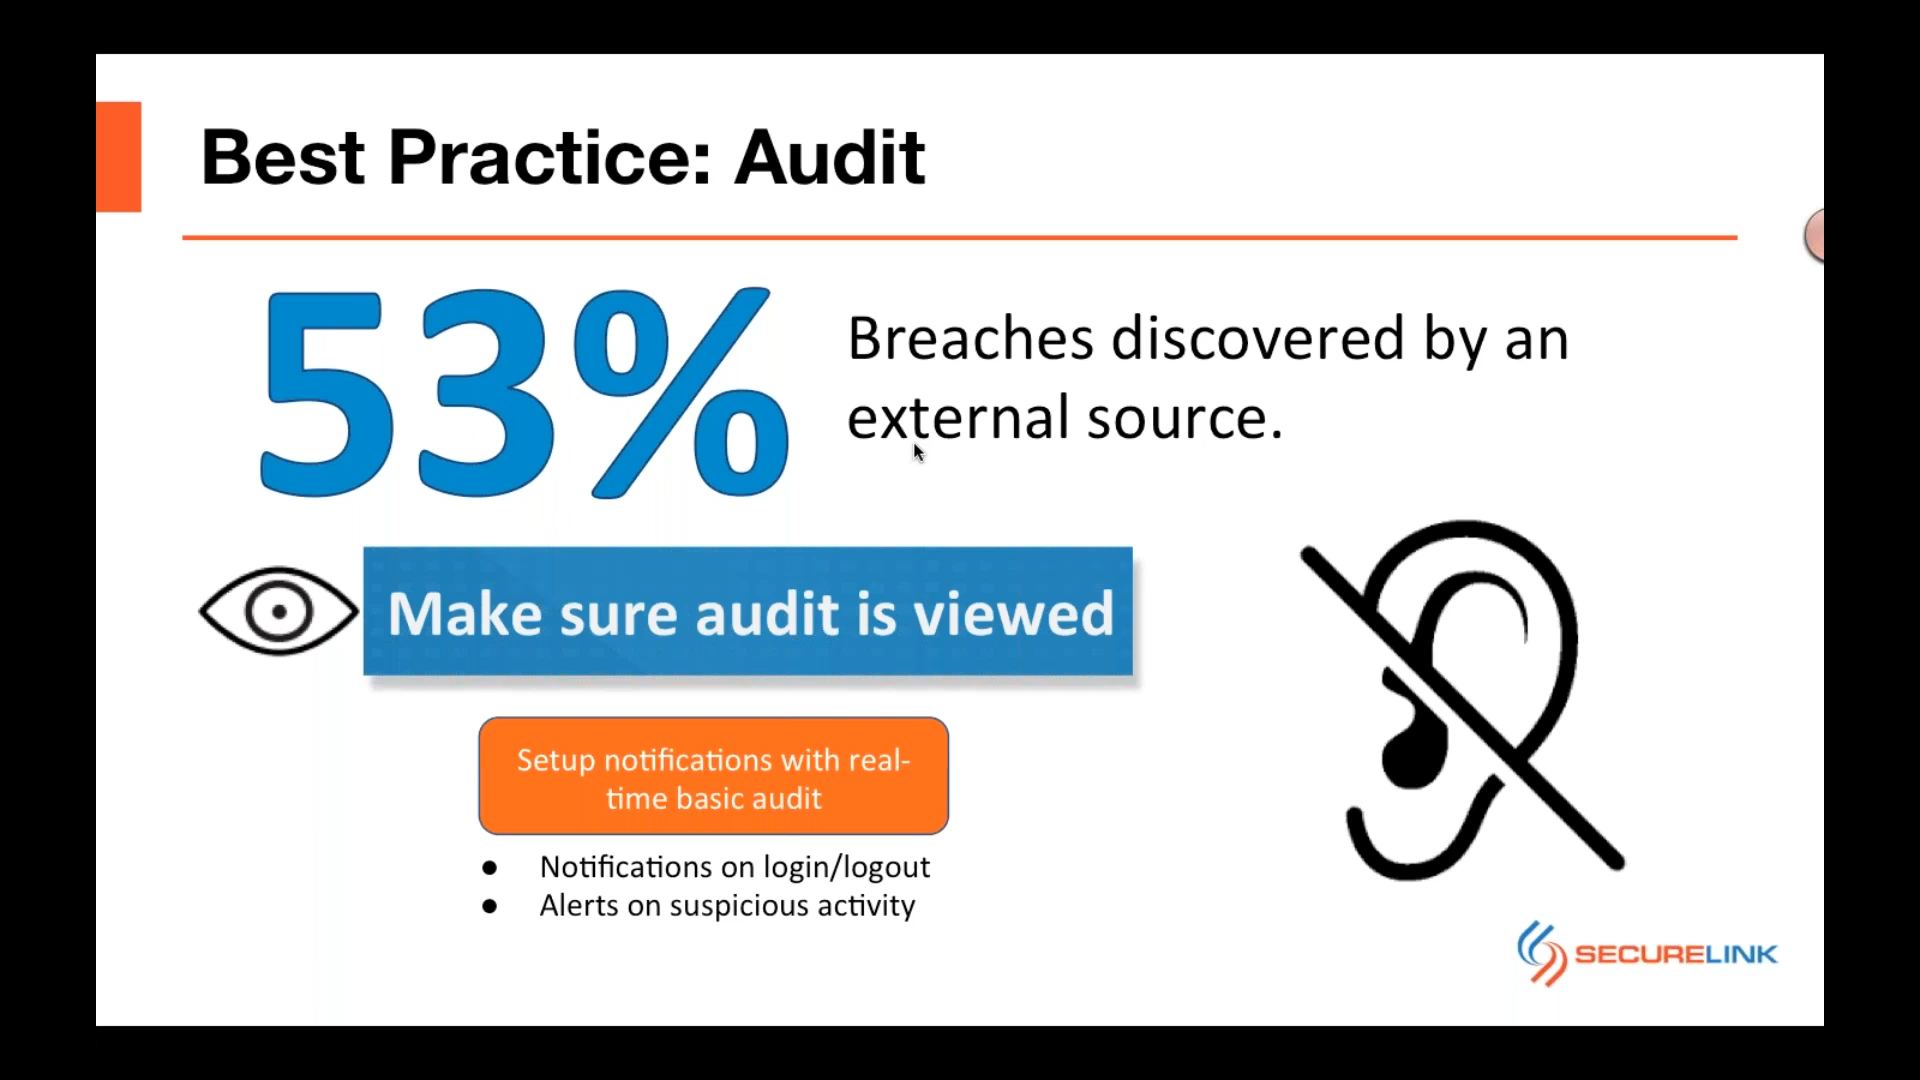 Best Practice: Audit
53%
Breaches discovered by an
external source.
Make sure audit is viewed
Setup notifications with real-
time basic audit
● Notifications on login/logout
● Alerts on suspicious activity
SECURELINK